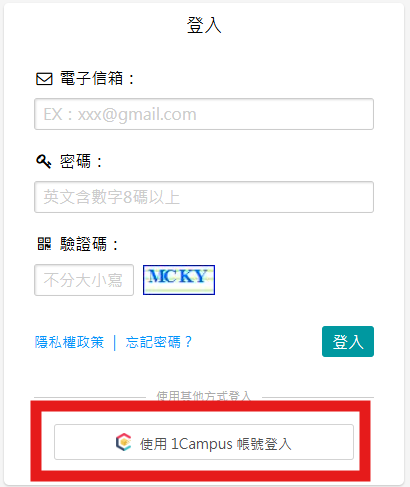 登入
電子信箱：
EX：xxx@gmail.com
密碼：
英文含數字8碼以上
驗證碼：
不分大小寫 MCKY
隱私權政策 | 忘記密碼？ 登入
使用其他方式登入
使用 1Campus 帳號登入